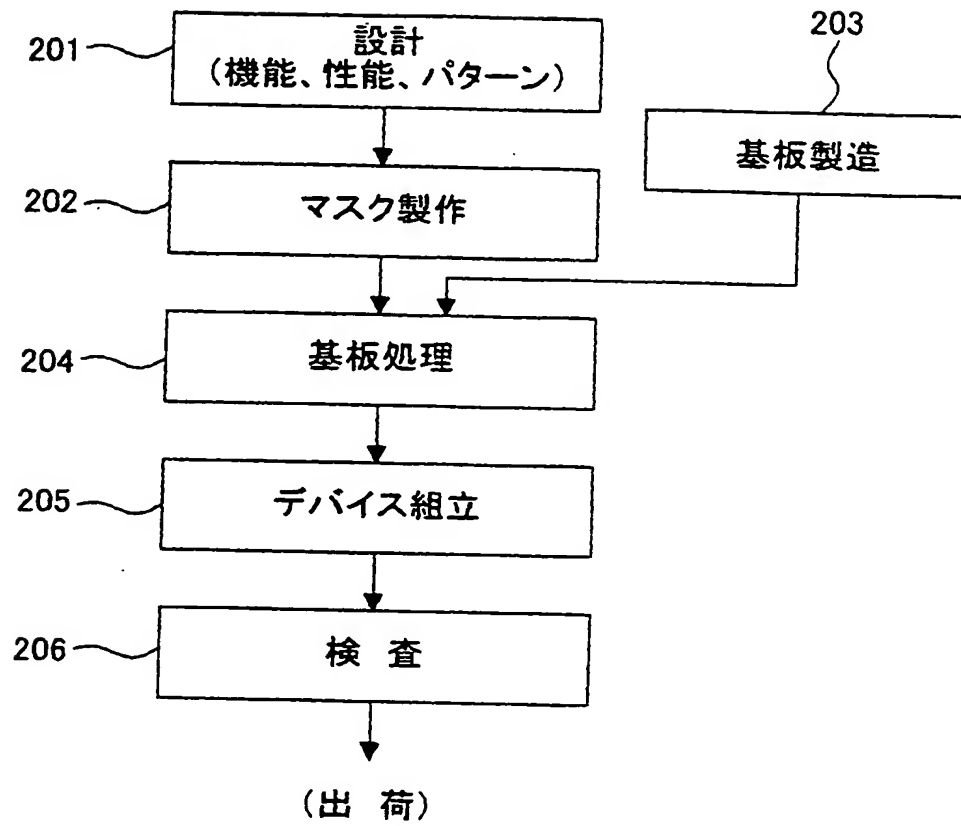 201
設計
(機能、性能、パターン)
203
基板製造
202
マスク製作
204
基板処理
205
デバイス組立
206
検 査
(出 荷)